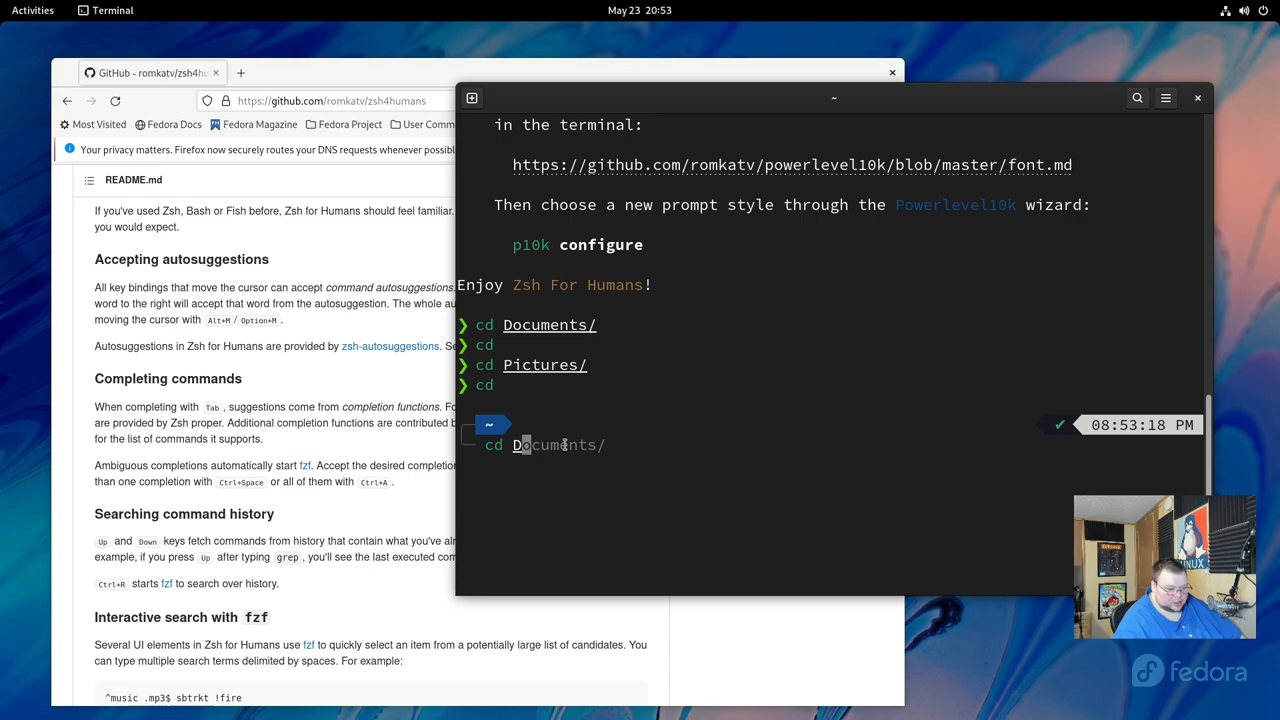 Activities
Terminal
May 23 20:53
GitHub - romkatv/zsh4hu
https://github.com/romkatv/zsh4humans
Most Visited
Fedora Docs
Fedora Magazine
Fedora Project
User Comm
Your privacy matters. Firefox now securely routes your DNS requests whenever possibl
README.md
If you've used Zsh, Bash or Fish before, Zsh for Humans should feel familiar.
you would expect.
Accepting autosuggestions
All key bindings that move the cursor can accept command autosuggestions.
word to the right will accept that word from the autosuggestion. The whole au
moving the cursor with Alt+M / Option+M .
Autosuggestions in Zsh for Humans are provided by zsh-autosuggestions. Se
Completing commands
When completing with Tab , suggestions come from completion functions. Fo
are provided by Zsh proper. Additional completion functions are contributed b
for the list of commands it supports.
Ambiguous completions automatically start fzf. Accept the desired completion
than one completion with Ctrl+Space or all of them with Ctrl+A .
Searching command history
Up and Down keys fetch commands from history that contain what you've alr
example, if you press Up after typing grep , you'll see the last executed com
Ctrl+R starts fzf to search over history.
Interactive search with fzf
Several UI elements in Zsh for Humans use fzf to quickly select an item from a potentially large list of candidates. You
can type multiple search terms delimited by spaces. For example:
^music .mp3$ sbtrkt !fire
~
in the terminal:
https://github.com/romkatv/powerlevel10k/blob/master/font.md
Then choose a new prompt style through the Powerlevel10k wizard:
p10k configure
Enjoy Zsh For Humans!
❯ cd Documents/
❯ cd
❯ cd Pictures/
❯ cd
~ ✔ 08:53:18 PM
cd Documents/
LINUX
fedora